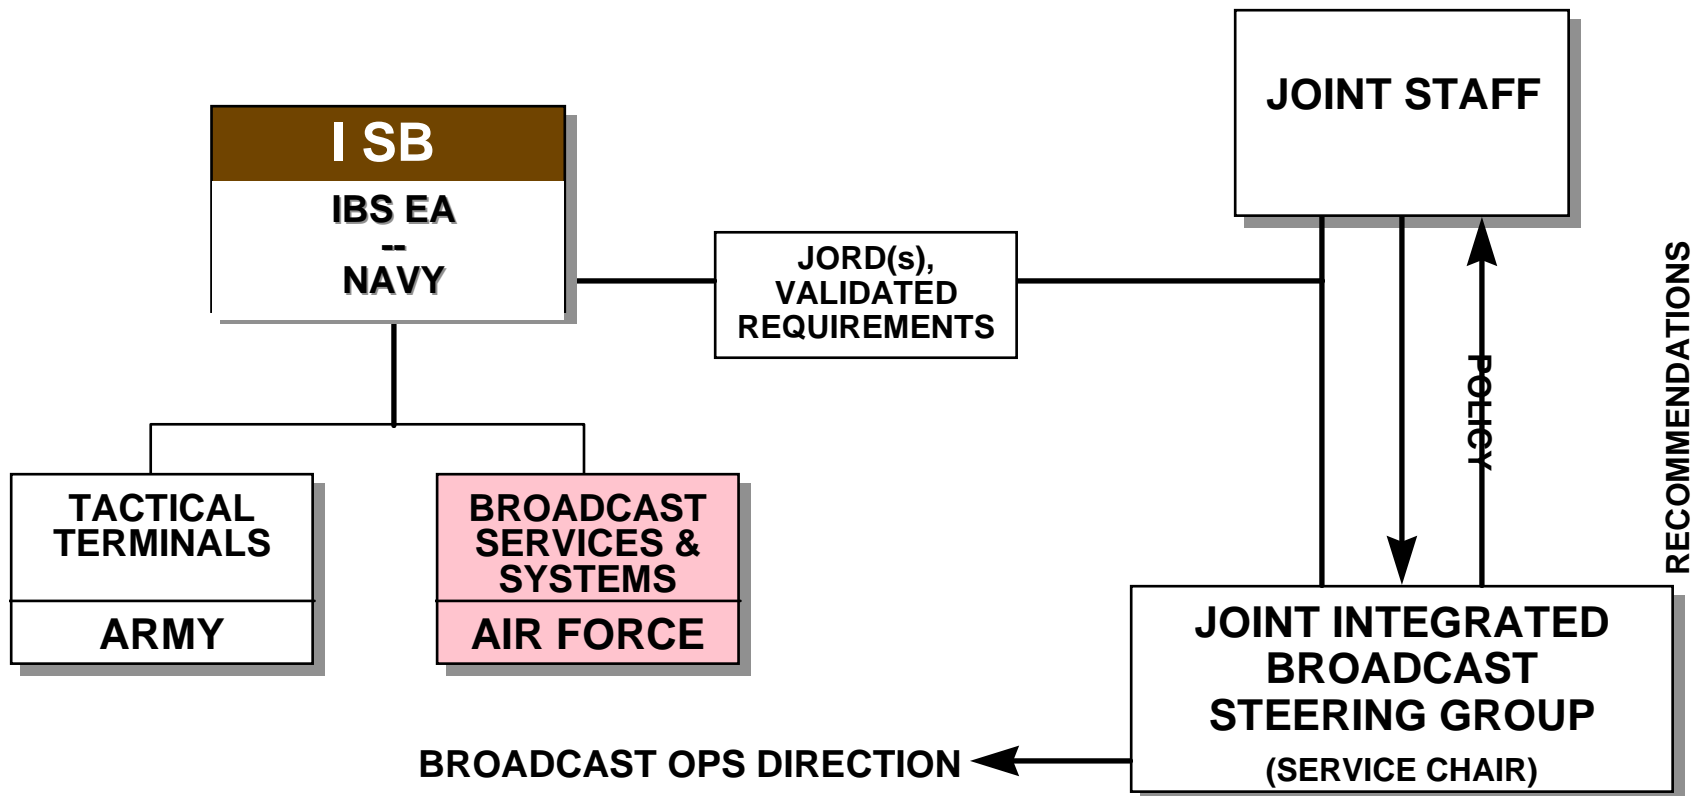 JOINT STAFF
I SB
IBS EA
--
NAVY
JORD(s),
VALIDATED
REQUIREMENTS
POLICY
RECOMMENDATIONS
TACTICAL
TERMINALS
ARMY
BROADCAST
SERVICES &
SYSTEMS
AIR FORCE
JOINT INTEGRATED
BROADCAST
STEERING GROUP
(SERVICE CHAIR)
BROADCAST OPS DIRECTION